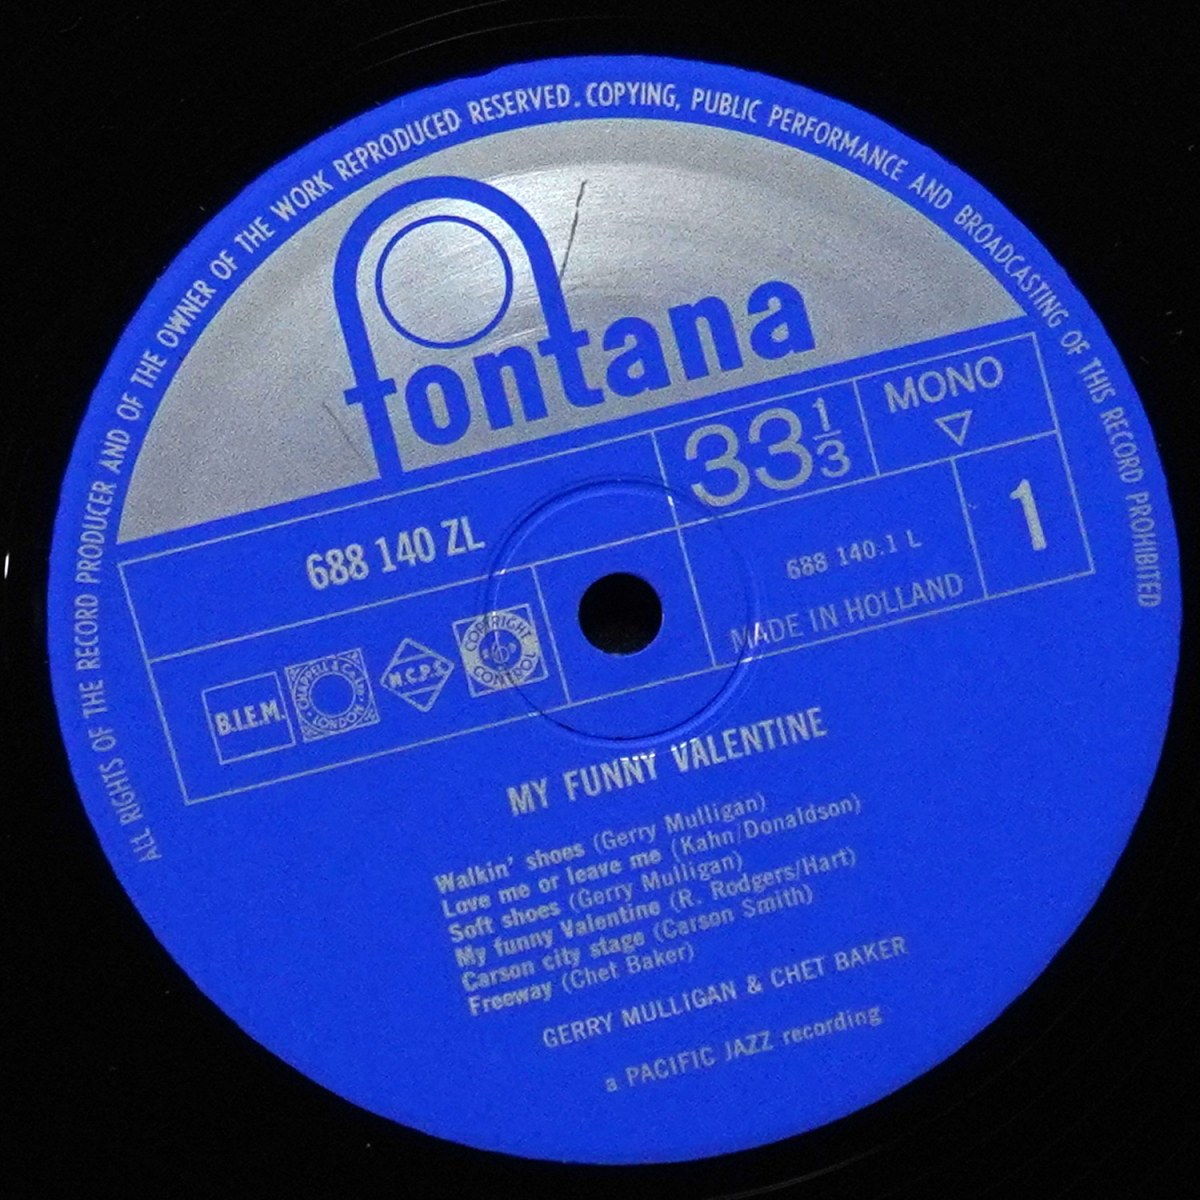 ALL RIGHTS OF THE RECORD PRODUCER AND OF THE OWNER OF THE WORK REPRODUCED RESERVED. COPYING, PUBLIC PERFORMANCE AND BROADCASTING OF THIS RECORD PROHIBITED
fontana
33 1/3
MONO
688 140 ZL
688 140.1 L
1
MADE IN HOLLAND
B.I.E.M.
CHAPPELL & CO LTD LONDON
M.C.P.S.
COPYRIGHT CONTROL
MY FUNNY VALENTINE
Walkin' shoes (Gerry Mulligan)
Love me or leave me (Kahn/Donaldson)
Soft shoes (Gerry Mulligan)
My funny Valentine (R. Rodgers/Hart)
Carson city stage (Carson Smith)
Freeway (Chet Baker)
GERRY MULLIGAN & CHET BAKER
a PACIFIC JAZZ recording